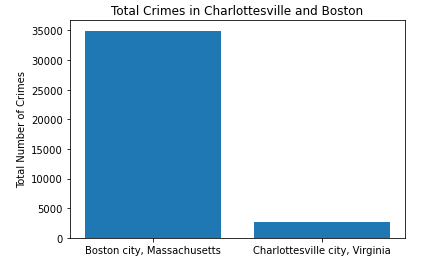 Total Crimes in Charlottesville and Boston
Total Number of Crimes
35000
30000
25000
20000
15000
10000
5000
0
Boston city, Massachusetts
Charlottesville city, Virginia